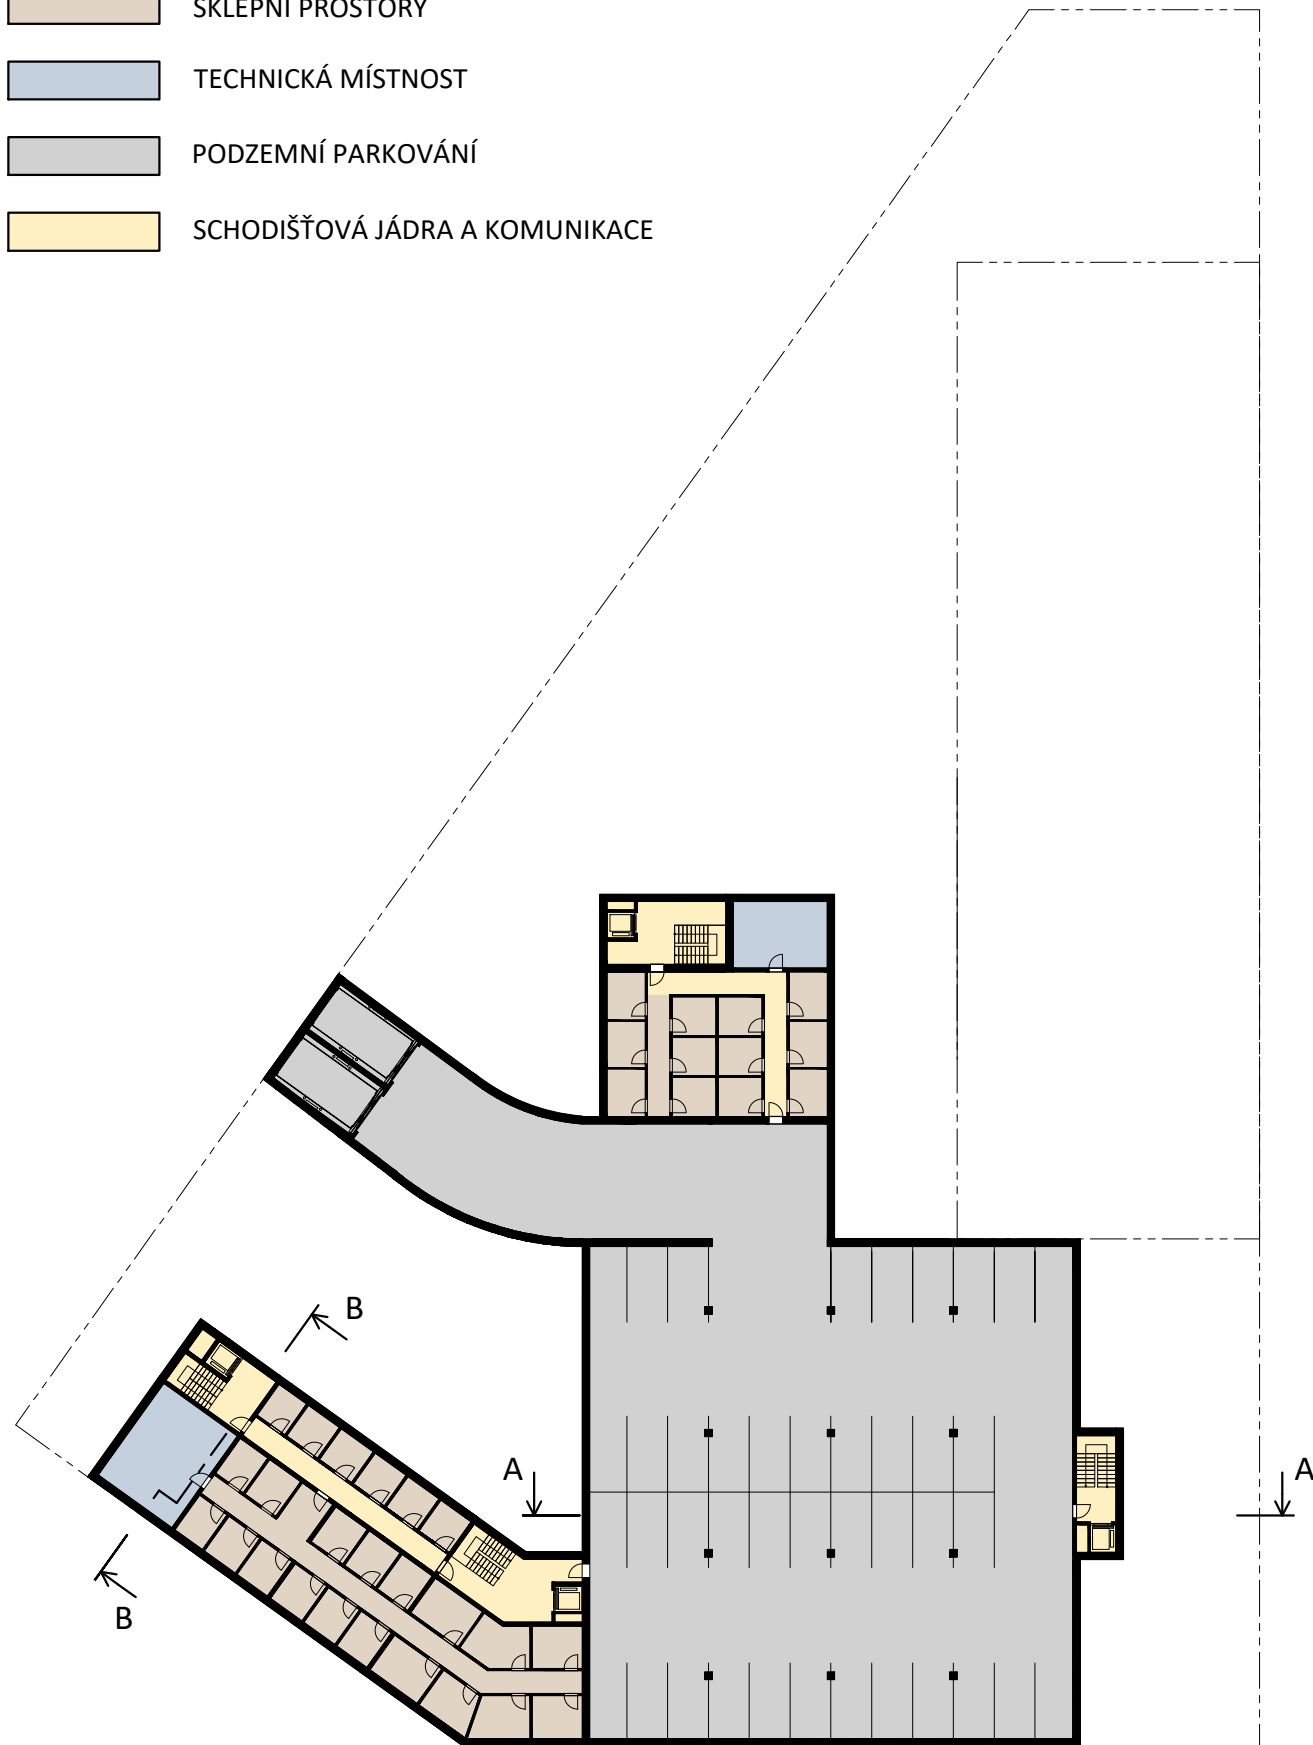 SKLEPNÍ PROSTORY
TECHNICKÁ MÍSTNOST
PODZEMNÍ PARKOVÁNÍ
SCHODIŠŤOVÁ JÁDRA A KOMUNIKACE
B
A
A
B